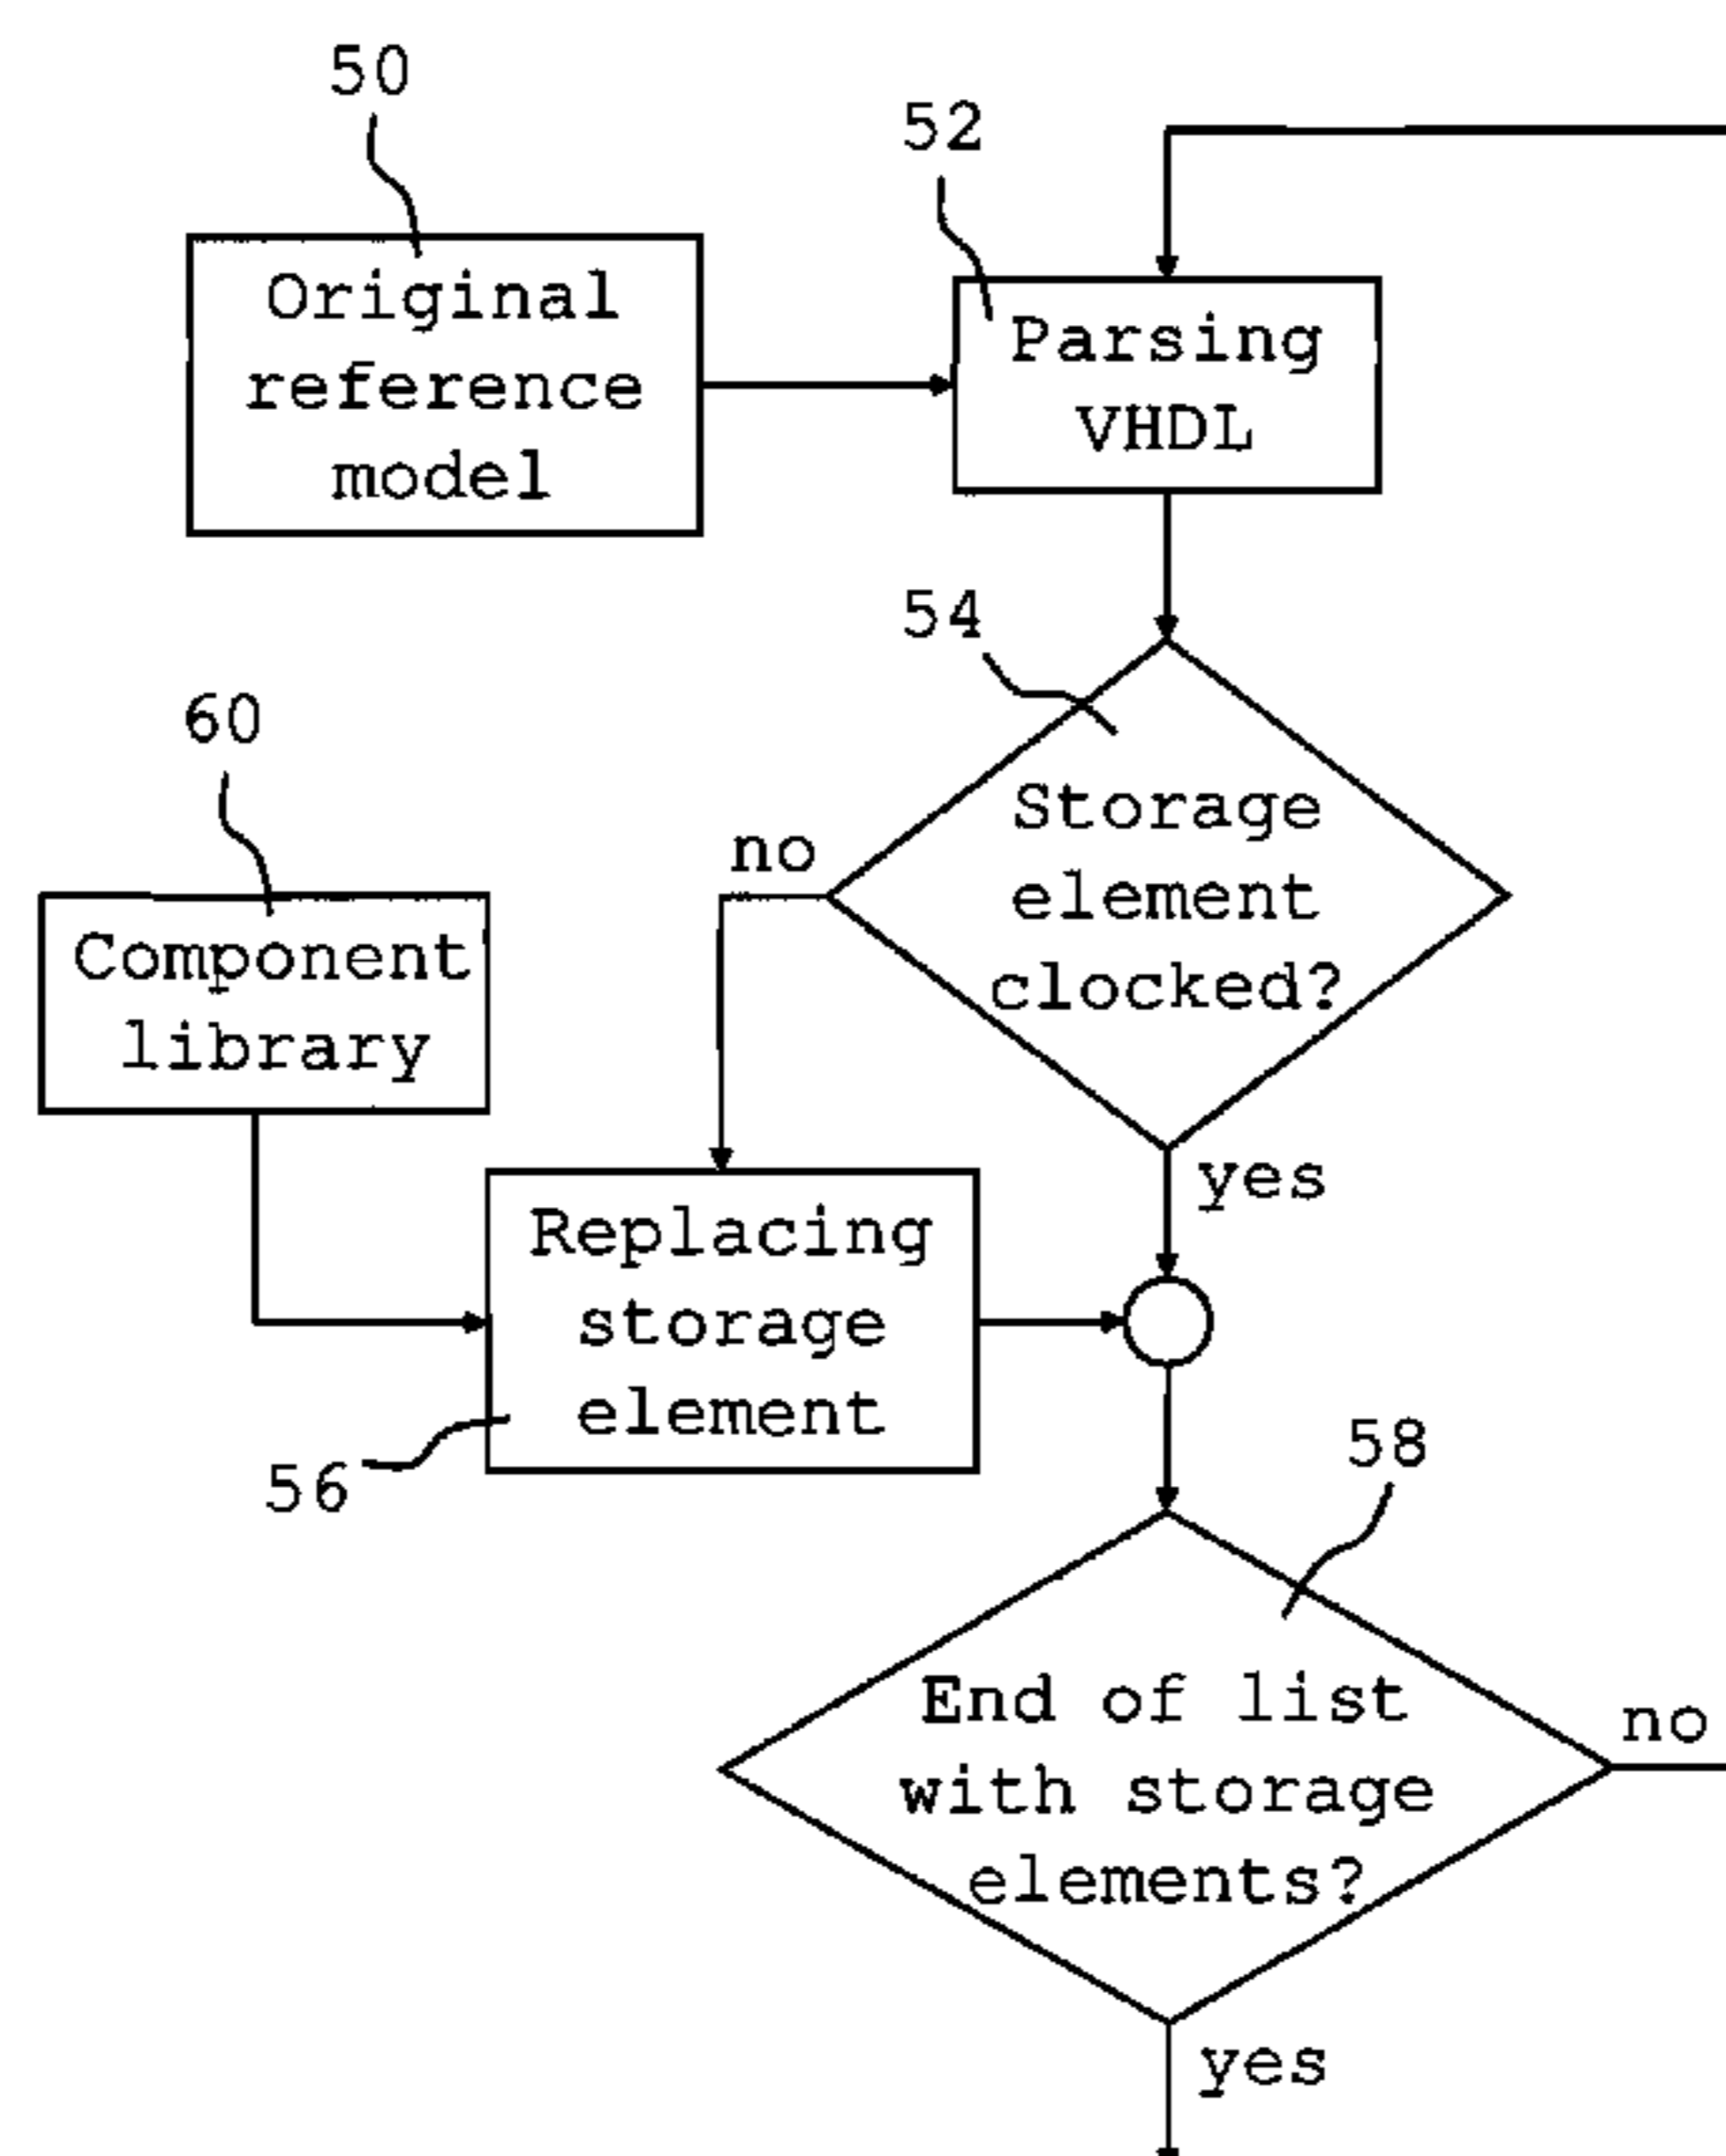 50
Original
reference
model
52
Parsing
VHDL
54
Storage
element
clocked?
no
yes
60
Component
library
Replacing
storage
element
56
58
End of list
with storage
elements?
no
yes